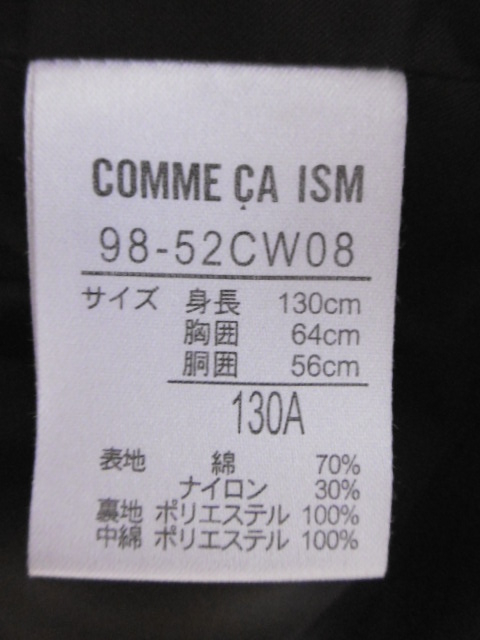 COMME ÇA ISM
98-52CW08
サイズ 身長 130cm
胸囲 64cm
胴囲 56cm
130A
表地 綿 70%
ナイロン 30%
裏地 ポリエステル 100%
中綿 ポリエステル 100%